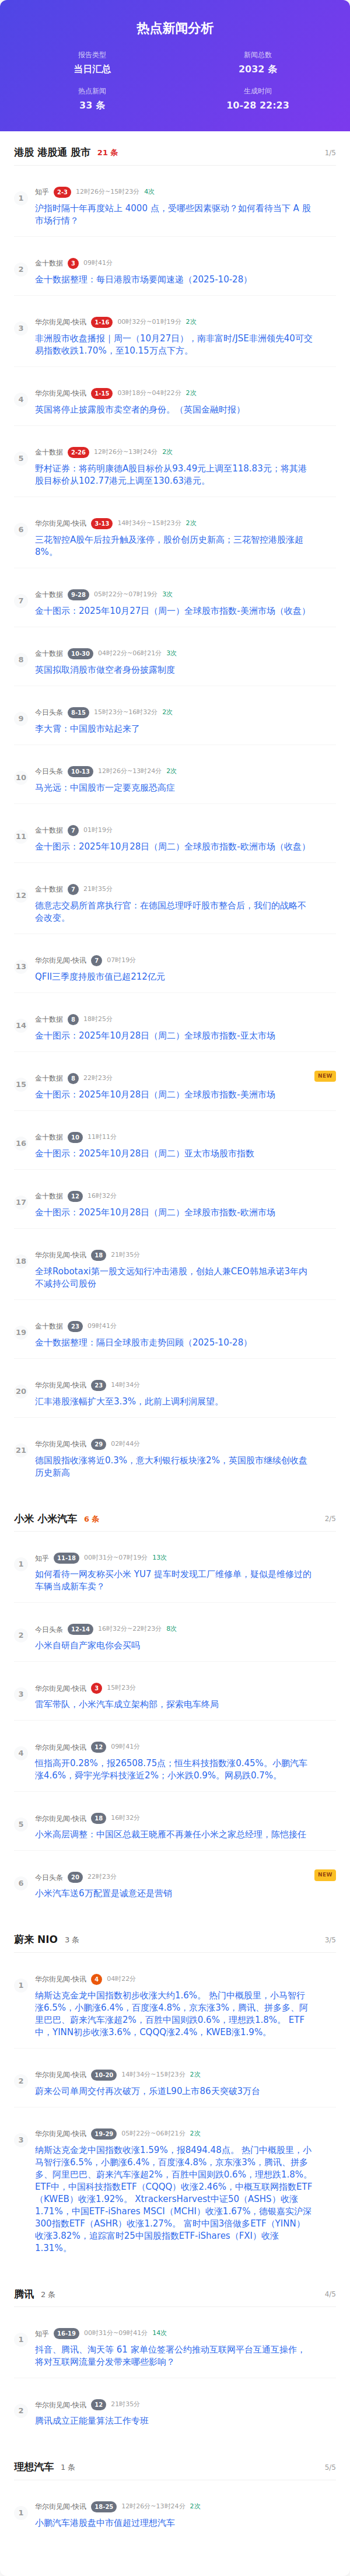 热点新闻分析
报告类型
当日汇总
新闻总数
2032 条
热点新闻
33 条
生成时间
10-28 22:23
港股 港股通 股市 21 条 1/5
1
知乎 2-3 12时26分~15时23分 4次
沪指时隔十年再度站上 4000 点，受哪些因素驱动？如何看待当下 A 股
市场行情？
2
金十数据 3 09时41分
金十数据整理：每日港股市场要闻速递（2025-10-28）
3
华尔街见闻-快讯 1-16 00时32分~01时19分 2次
非洲股市收盘播报｜周一（10月27日），南非富时/JSE非洲领先40可交
易指数收跌1.70%，至10.15万点下方。
4
华尔街见闻-快讯 1-15 03时18分~04时22分 2次
英国将停止披露股市卖空者的身份。（英国金融时报）
5
金十数据 2-26 12时26分~13时24分 2次
野村证券：将药明康德A股目标价从93.49元上调至118.83元；将其港
股目标价从102.77港元上调至130.63港元。
6
华尔街见闻-快讯 3-13 14时34分~15时23分 2次
三花智控A股午后拉升触及涨停，股价创历史新高；三花智控港股涨超
8%。
7
金十数据 9-28 05时22分~07时19分 3次
金十图示：2025年10月27日（周一）全球股市指数-美洲市场（收盘）
8
金十数据 10-30 04时22分~06时21分 3次
英国拟取消股市做空者身份披露制度
9
今日头条 8-15 15时23分~16时32分 2次
李大霄：中国股市站起来了
10
今日头条 10-13 12时26分~13时24分 2次
马光远：中国股市一定要克服恐高症
11
金十数据 7 01时19分
金十图示：2025年10月28日（周二）全球股市指数-欧洲市场（收盘）
12
金十数据 7 21时35分
德意志交易所首席执行官：在德国总理呼吁股市整合后，我们的战略不
会改变。
13
华尔街见闻-快讯 7 07时19分
QFII三季度持股市值已超212亿元
14
金十数据 8 18时25分
金十图示：2025年10月28日（周二）全球股市指数-亚太市场
15
金十数据 8 22时23分 NEW
金十图示：2025年10月28日（周二）全球股市指数-美洲市场
16
金十数据 10 11时11分
金十图示：2025年10月28日（周二）亚太市场股市指数
17
金十数据 12 16时32分
金十图示：2025年10月28日（周二）全球股市指数-欧洲市场
18
华尔街见闻-快讯 18 21时35分
全球Robotaxi第一股文远知行冲击港股，创始人兼CEO韩旭承诺3年内
不减持公司股份
19
金十数据 23 09时41分
金十数据整理：隔日全球股市走势回顾（2025-10-28）
20
华尔街见闻-快讯 23 14时34分
汇丰港股涨幅扩大至3.3%，此前上调利润展望。
21
华尔街见闻-快讯 29 02时44分
德国股指收涨将近0.3%，意大利银行板块涨2%，英国股市继续创收盘
历史新高
小米 小米汽车 6 条 2/5
1
知乎 11-18 00时31分~07时19分 13次
如何看待一网友称买小米 YU7 提车时发现工厂维修单，疑似是维修过的
车辆当成新车卖？
2
今日头条 12-14 16时32分~22时23分 8次
小米自研自产家电你会买吗
3
华尔街见闻-快讯 3 15时23分
雷军带队，小米汽车成立架构部，探索电车终局
4
华尔街见闻-快讯 12 09时41分
恒指高开0.28%，报26508.75点；恒生科技指数涨0.45%。小鹏汽车
涨4.6%，舜宇光学科技涨近2%；小米跌0.9%。网易跌0.7%。
5
华尔街见闻-快讯 18 16时32分
小米高层调整：中国区总裁王晓雁不再兼任小米之家总经理，陈恺接任
6
今日头条 20 22时23分 NEW
小米汽车送6万配置是诚意还是营销
蔚来 NIO 3 条 3/5
1
华尔街见闻-快讯 4 04时22分
纳斯达克金龙中国指数初步收涨大约1.6%。 热门中概股里，小马智行
涨6.5%，小鹏涨6.4%，百度涨4.8%，京东涨3%，腾讯、拼多多、阿
里巴巴、蔚来汽车涨超2%，百胜中国则跌0.6%，理想跌1.8%。 ETF
中，YINN初步收涨3.6%，CQQQ涨2.4%，KWEB涨1.9%。
2
华尔街见闻-快讯 10-20 14时34分~15时23分 2次
蔚来公司单周交付再次破万，乐道L90上市86天突破3万台
3
华尔街见闻-快讯 19-29 05时22分~06时21分 2次
纳斯达克金龙中国指数收涨1.59%，报8494.48点。 热门中概股里，小
马智行涨6.5%，小鹏涨6.4%，百度涨4.8%，京东涨3%，腾讯、拼多
多、阿里巴巴、蔚来汽车涨超2%，百胜中国则跌0.6%，理想跌1.8%。
ETF中，中国科技指数ETF（CQQQ）收涨2.46%，中概互联网指数ETF
（KWEB）收涨1.92%。 XtrackersHarvest中证50（ASHS）收涨
1.71%，中国ETF-iShares MSCI（MCHI）收涨1.67%，德银嘉实沪深
300指数ETF（ASHR）收涨1.27%。 富时中国3倍做多ETF（YINN）
收涨3.82%，追踪富时25中国股指数ETF-iShares（FXI）收涨
1.31%。
腾讯 2 条 4/5
1
知乎 16-19 00时31分~09时41分 14次
抖音、腾讯、淘天等 61 家单位签署公约推动互联网平台互通互操作，
将对互联网流量分发带来哪些影响？
2
华尔街见闻-快讯 12 21时35分
腾讯成立正能量算法工作专班
理想汽车 1 条 5/5
1
华尔街见闻-快讯 18-25 12时26分~13时24分 2次
小鹏汽车港股盘中市值超过理想汽车